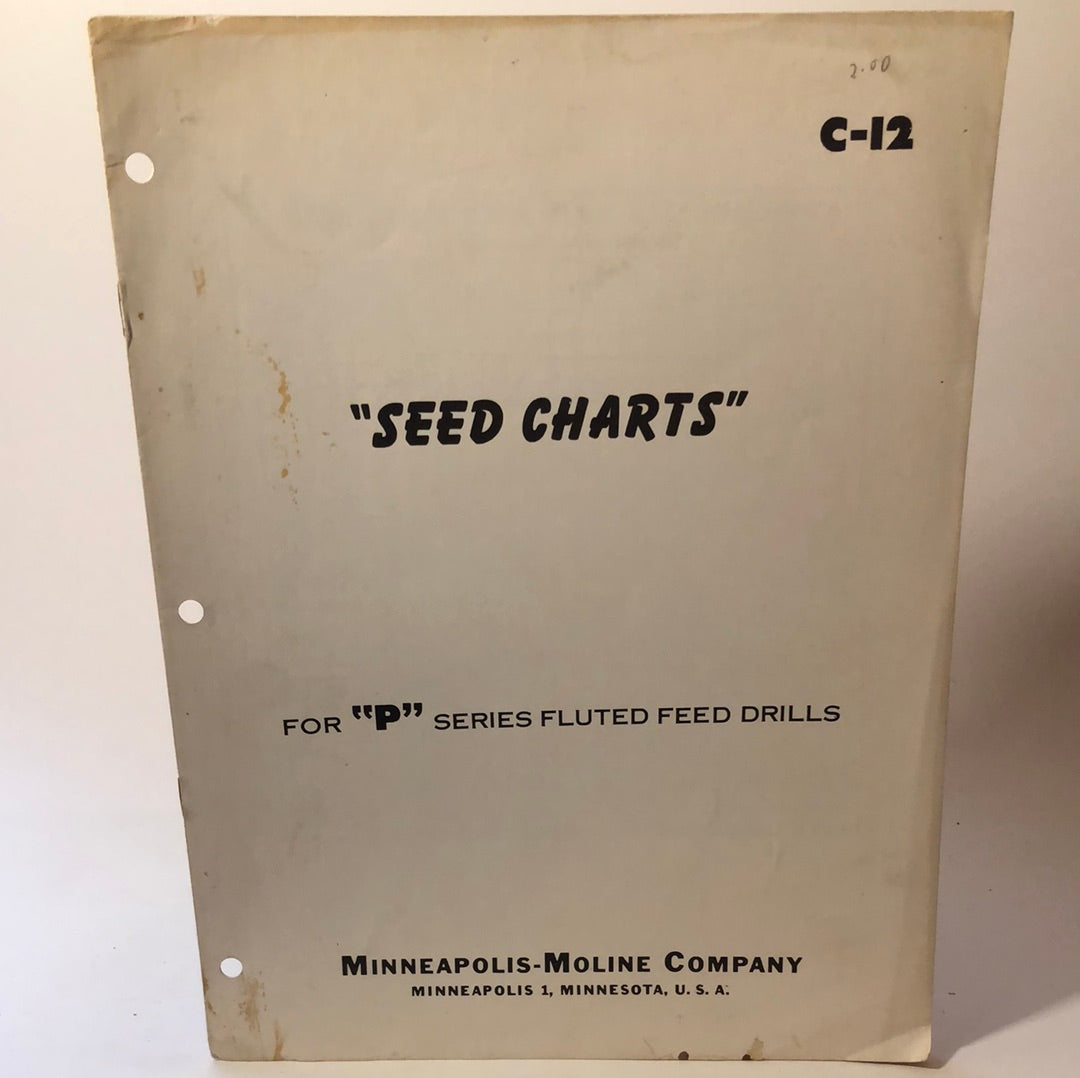 2.00
C-12
"SEED CHARTS"
FOR "P" SERIES FLUTED FEED DRILLS
MINNEAPOLIS-MOLINE COMPANY
MINNEAPOLIS 1, MINNESOTA, U. S. A.